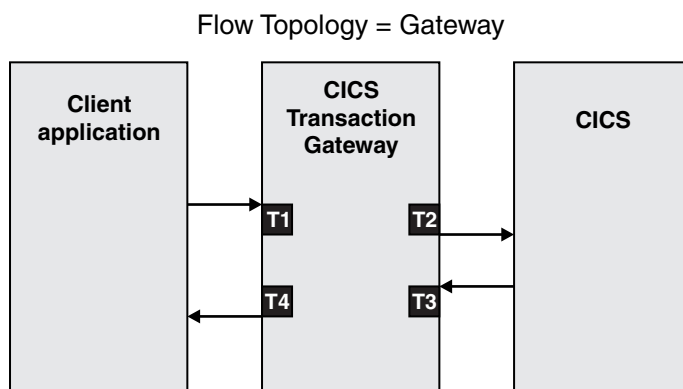 Flow Topology = Gateway
Client
application
CICS
Transaction
Gateway
CICS
T1
T2
T4
T3